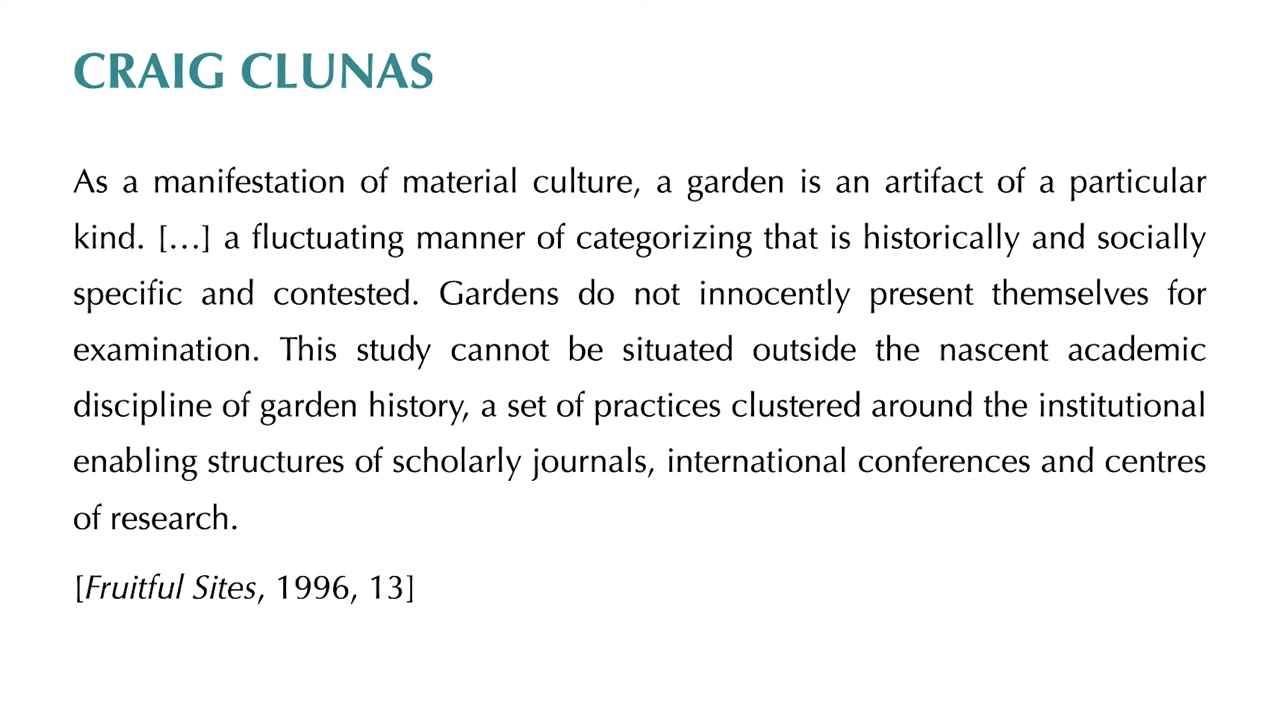 CRAIG CLUNAS
As a manifestation of material culture, a garden is an artifact of a particular
kind. […] a fluctuating manner of categorizing that is historically and socially
specific and contested. Gardens do not innocently present themselves for
examination. This study cannot be situated outside the nascent academic
discipline of garden history, a set of practices clustered around the institutional
enabling structures of scholarly journals, international conferences and centres
of research.
[Fruitful Sites, 1996, 13]